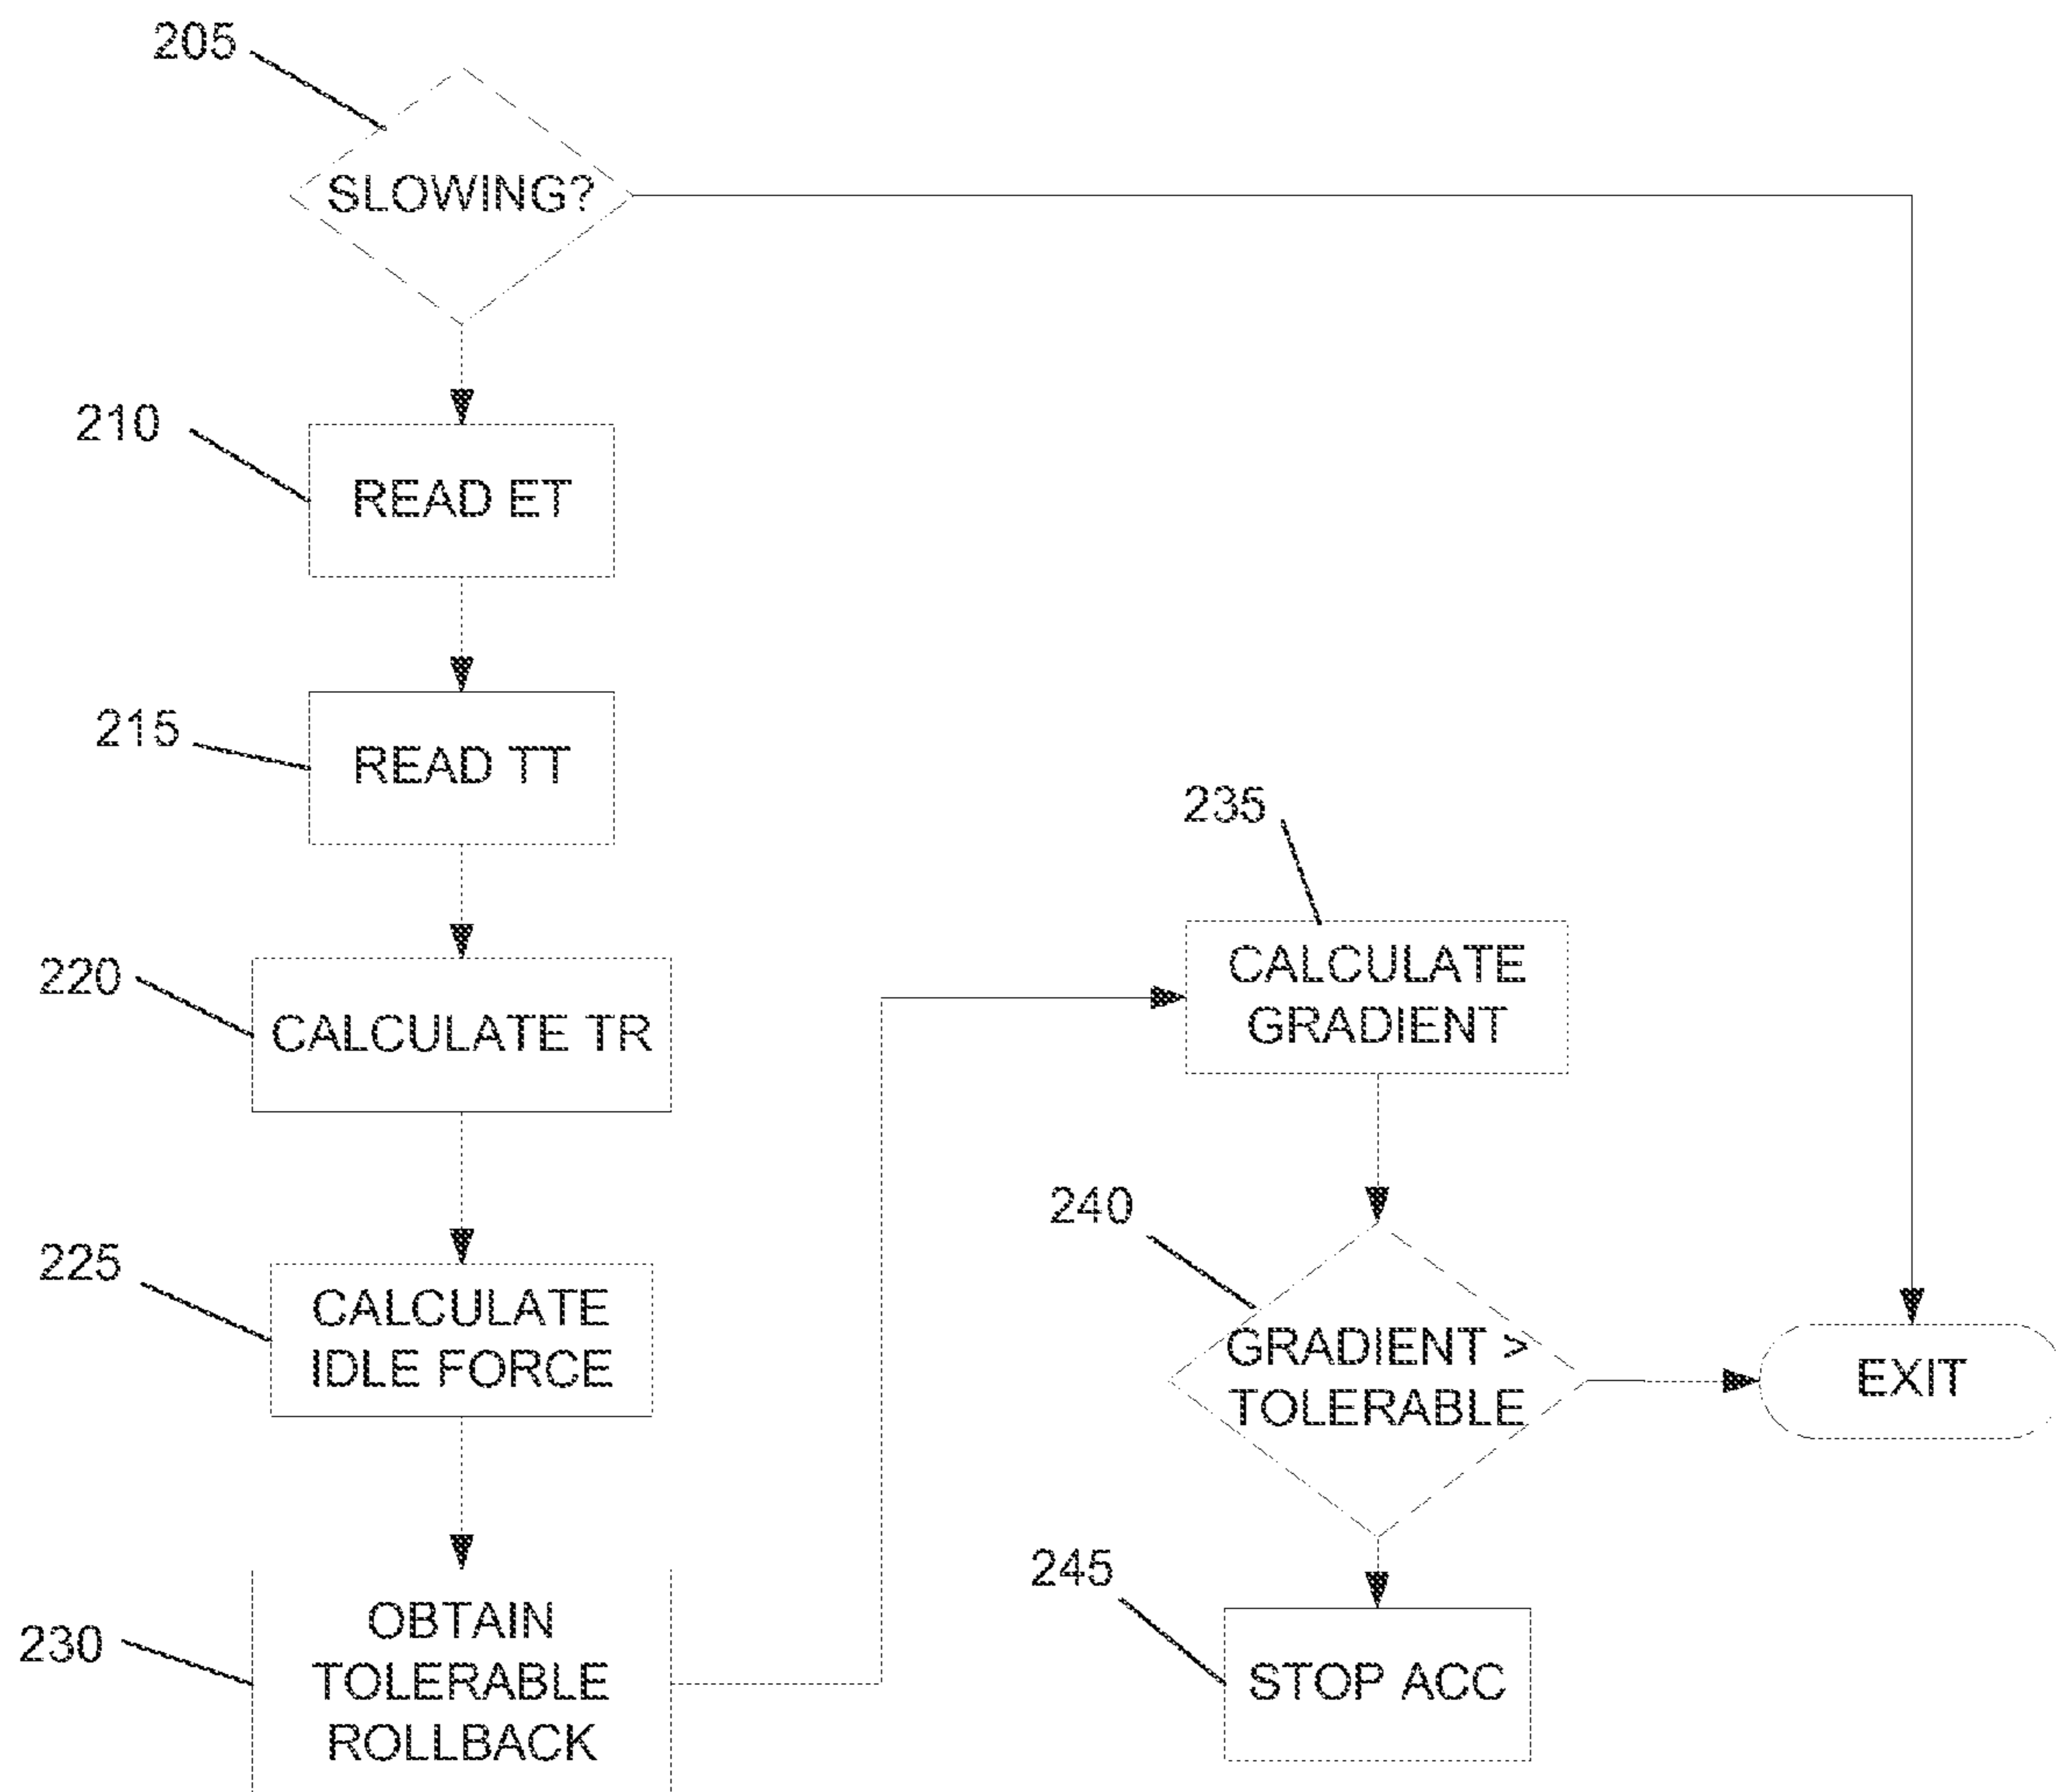 205
SLOWING?
210
READ ET
215
READ TT
220
CALCULATE TR
225
CALCULATE
IDLE FORCE
230
OBTAIN
TOLERABLE
ROLLBACK
235
CALCULATE
GRADIENT
240
GRADIENT >
TOLERABLE
EXIT
245
STOP ACC